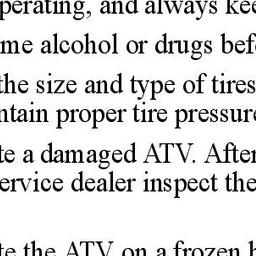 perating, and always kee
me alcohol or drugs bef
the size and type of tires
ntain proper tire pressure
te a damaged ATV. After
ervice dealer inspect the
te the ATV on a frozen